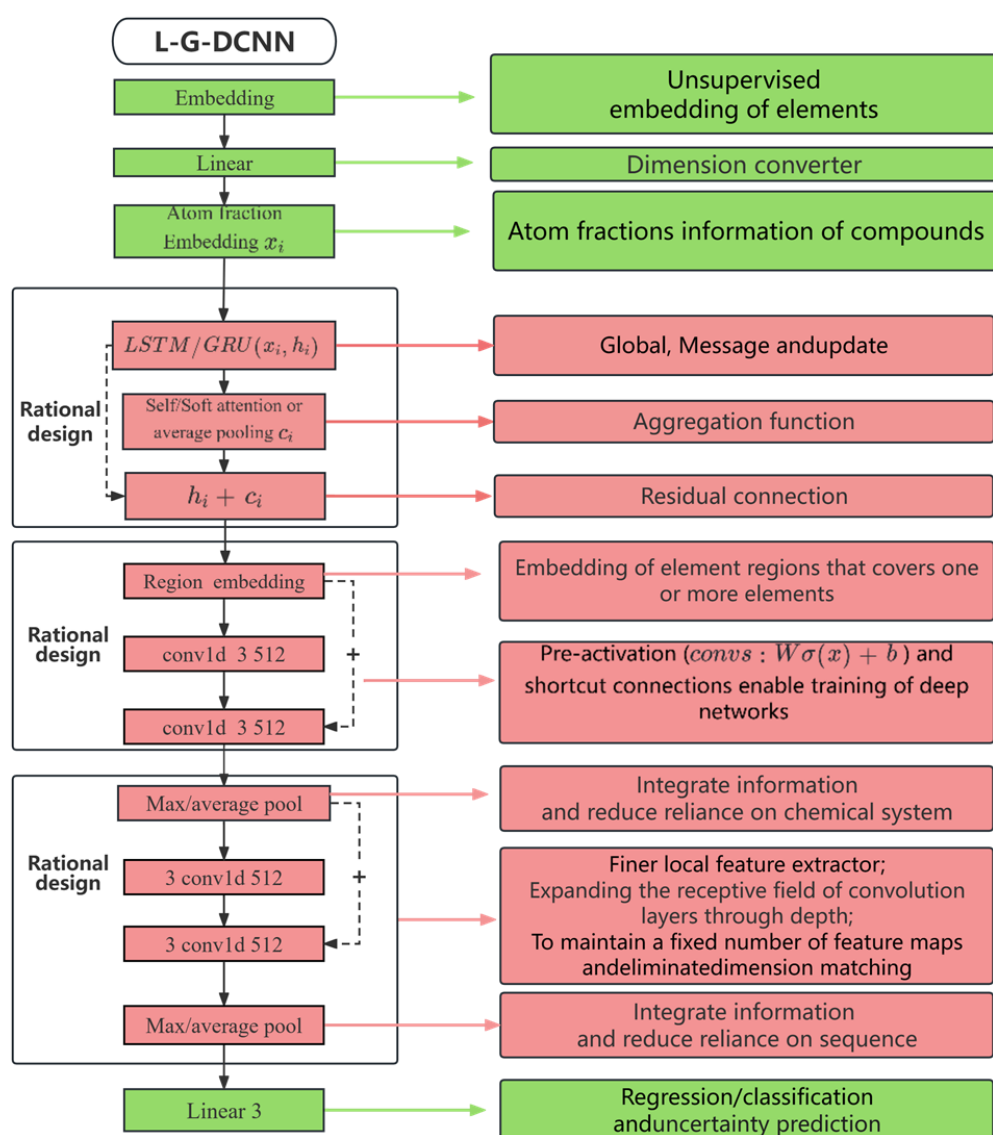 L-G-DCNN
Embedding
Unsupervised
embedding of elements
Linear
Dimension converter
Atom fraction
Embedding x_i
Atom fractions information of compounds
Rational
design
LSTM/GRU(x_i, h_i)
Global, Message andupdate
Self/Soft attention or
average pooling c_i
Aggregation function
h_i + c_i
Residual connection
Rational
design
Region embedding
Embedding of element regions that covers one
or more elements
+
conv1d 3 512
conv1d 3 512
Pre-activation (convs : Wσ(x) + b ) and
shortcut connections enable training of deep
networks
Rational
design
Max/average pool
Integrate information
and reduce reliance on chemical system
+
3 conv1d 512
3 conv1d 512
Finer local feature extractor;
Expanding the receptive field of convolution
layers through depth;
To maintain a fixed number of feature maps
andeliminatedimension matching
Max/average pool
Integrate information
and reduce reliance on sequence
Linear 3
Regression/classification
anduncertainty prediction